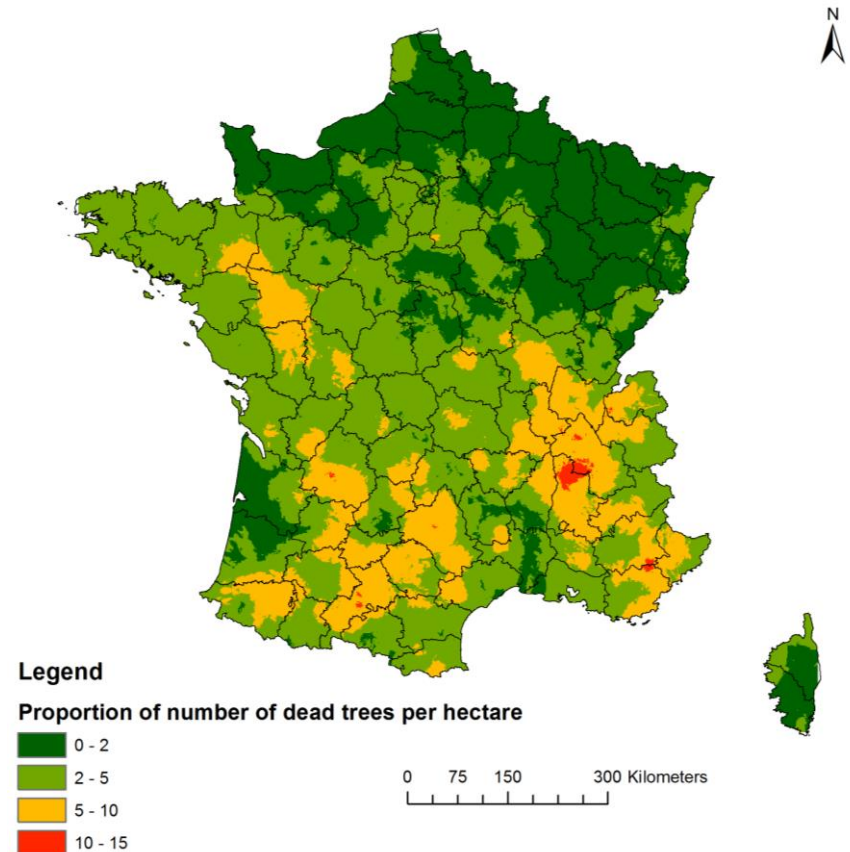 N
Legend
Proportion of number of dead trees per hectare
0 - 2
2 - 5
5 - 10
10 - 15
0 75 150 300 Kilometers